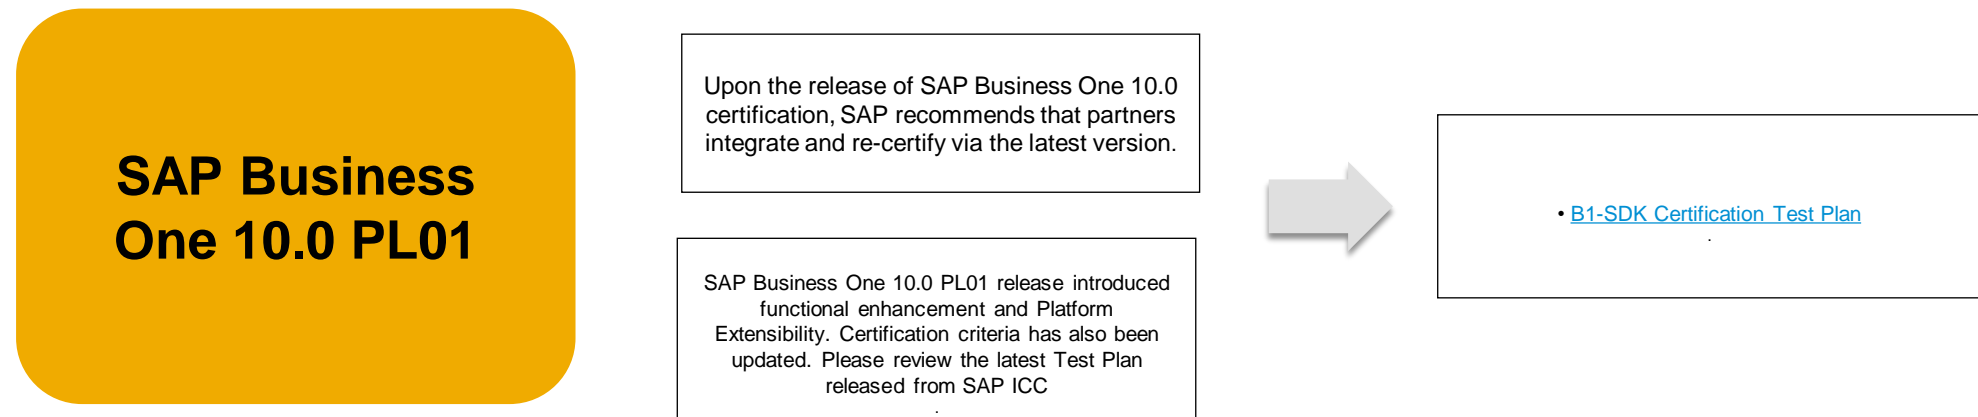 SAP Business
One 10.0 PL01
Upon the release of SAP Business One 10.0
certification, SAP recommends that partners
integrate and re-certify via the latest version.
SAP Business One 10.0 PL01 release introduced
functional enhancement and Platform
Extensibility. Certification criteria has also been
updated. Please review the latest Test Plan
released from SAP ICC
.
• B1-SDK Certification Test Plan
.